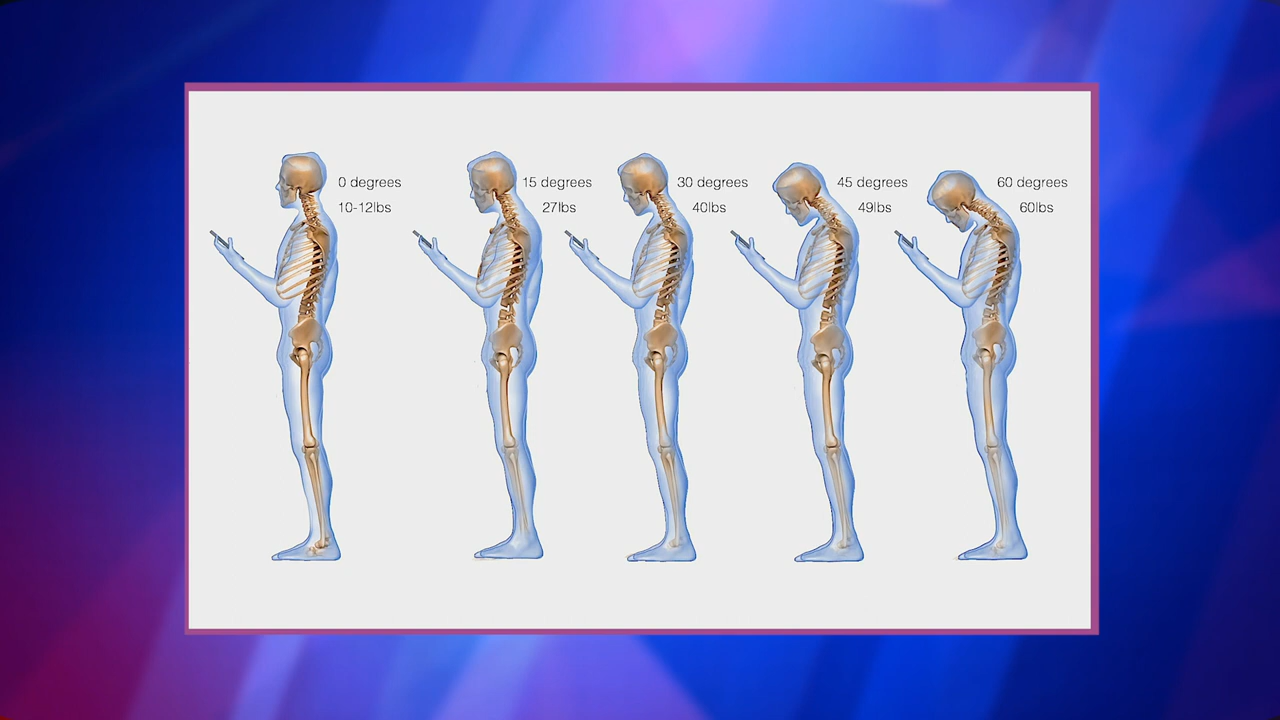 0 degrees
10-12lbs
15 degrees
27lbs
30 degrees
40lbs
45 degrees
49lbs
60 degrees
60lbs